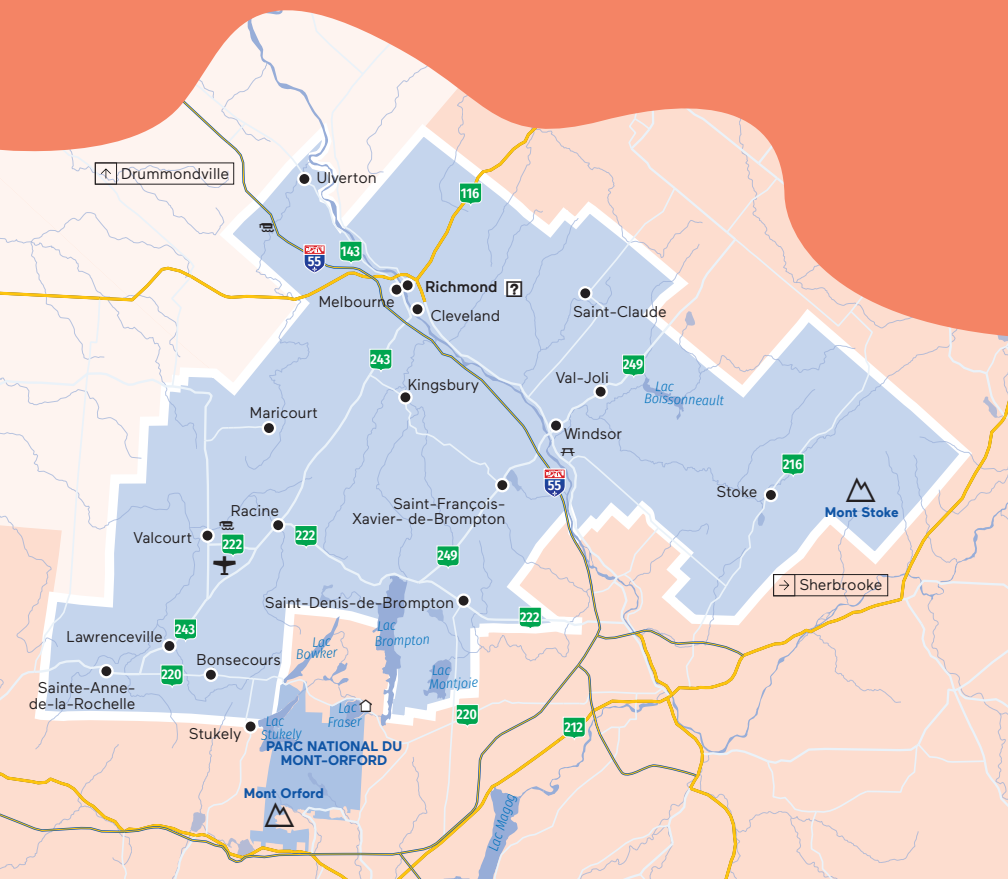 Drummondville
Ulverton
116
143
55
Richmond
?
Melbourne
Cleveland
Saint-Claude
243
249
Val-Joli
Kingsbury
Lac
Boissonneault
Maricourt
Windsor
216
55
Stoke
Mont Stoke
Saint-François-
Xavier- de-Brompton
Racine
Valcourt
222
222
249
Sherbrooke
Saint-Denis-de-Brompton
222
Lac
Brompton
Lac
Bowker
243
Lawrenceville
Bonsecours
220
Lac
Montjoie
Sainte-Anne-
de-la-Rochelle
Lac
Fraser
220
Lac
Stukely
Stukely
212
PARC NATIONAL DU
MONT-ORFORD
Mont Orford
Lac Magog